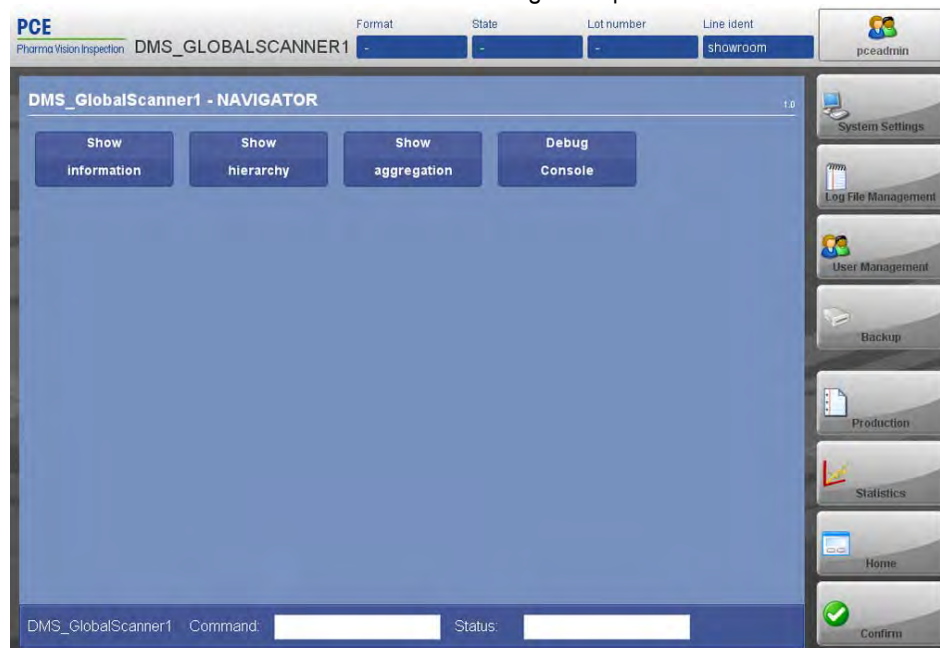 PCE
Pharma Vision Inspection
DMS_GLOBALSCANNER1
Format
-
State
-
Lot number
-
Line ident
showroom
pceadmin
DMS_GlobalScanner1 - NAVIGATOR
1.0
Show
information
Show
hierarchy
Show
aggregation
Debug
Console
System Settings
Log File Management
User Management
Backup
Production
Statistics
Home
Confirm
DMS_GlobalScanner1 Command: Status: